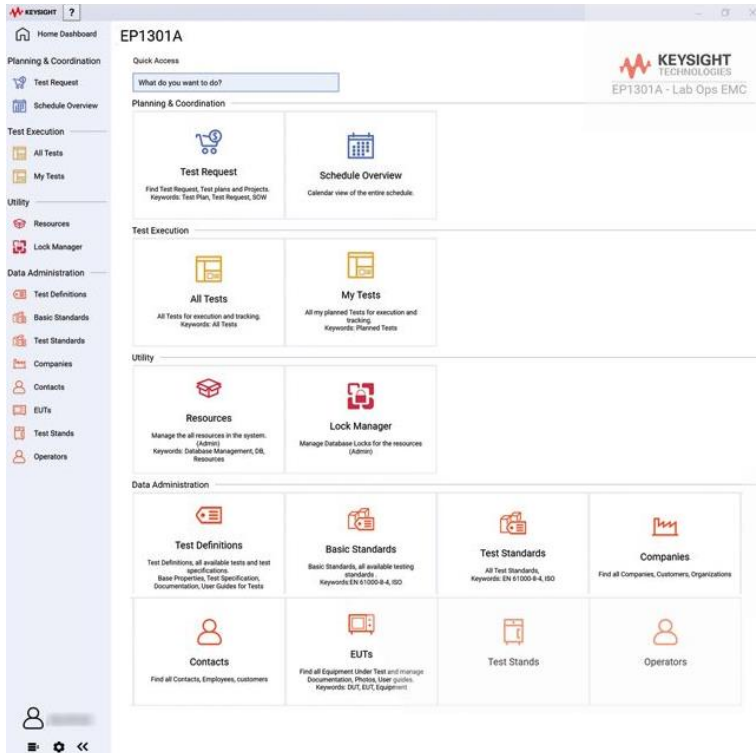 KEYSIGHT ?
Home Dashboard
Planning & Coordination
Test Request
Schedule Overview
Test Execution
All Tests
My Tests
Utility
Resources
Lock Manager
Data Administration
Test Definitions
Basic Standards
Test Standards
Companies
Contacts
EUTs
Test Stands
Operators
EP1301A
Quick Access
What do you want to do?
KEYSIGHT
TECHNOLOGIES
EP1301A - Lab Ops EMC
Planning & Coordination
Test Request
Find Test Request, Test plans and Projects.
Keywords: Test Plan, Test Request, SOW
Schedule Overview
Calendar view of the entire schedule.
Test Execution
All Tests
All Tests for execution and tracking.
Keywords: All Tests
My Tests
All my planned Tests for execution and
tracking.
Keywords: Planned Tests
Utility
Resources
Manage the all resources in the system.
(Admin)
Keywords: Database Management, DB,
Resources
Lock Manager
Manage Database Locks for the resources
(Admin)
Data Administration
Test Definitions
Test Definitions, all available tests and test
specifications.
Base Properties, Test Specification,
Documentation, User Guides for Tests
Basic Standards
Basic Standards, all available testing
standards
Keywords:EN 61000-8-4, ISO
Test Standards
All Test Standards,
Keywords: EN 61000-8-4, ISO
Companies
Find all Companies, Customers, Organizations
Contacts
Find all Contacts, Employees, customers
EUTs
Find all Equipment Under Test and manage
Documentation, Photos, User guides.
Keywords: DUT, EUT, Equipment
Test Stands
Operators